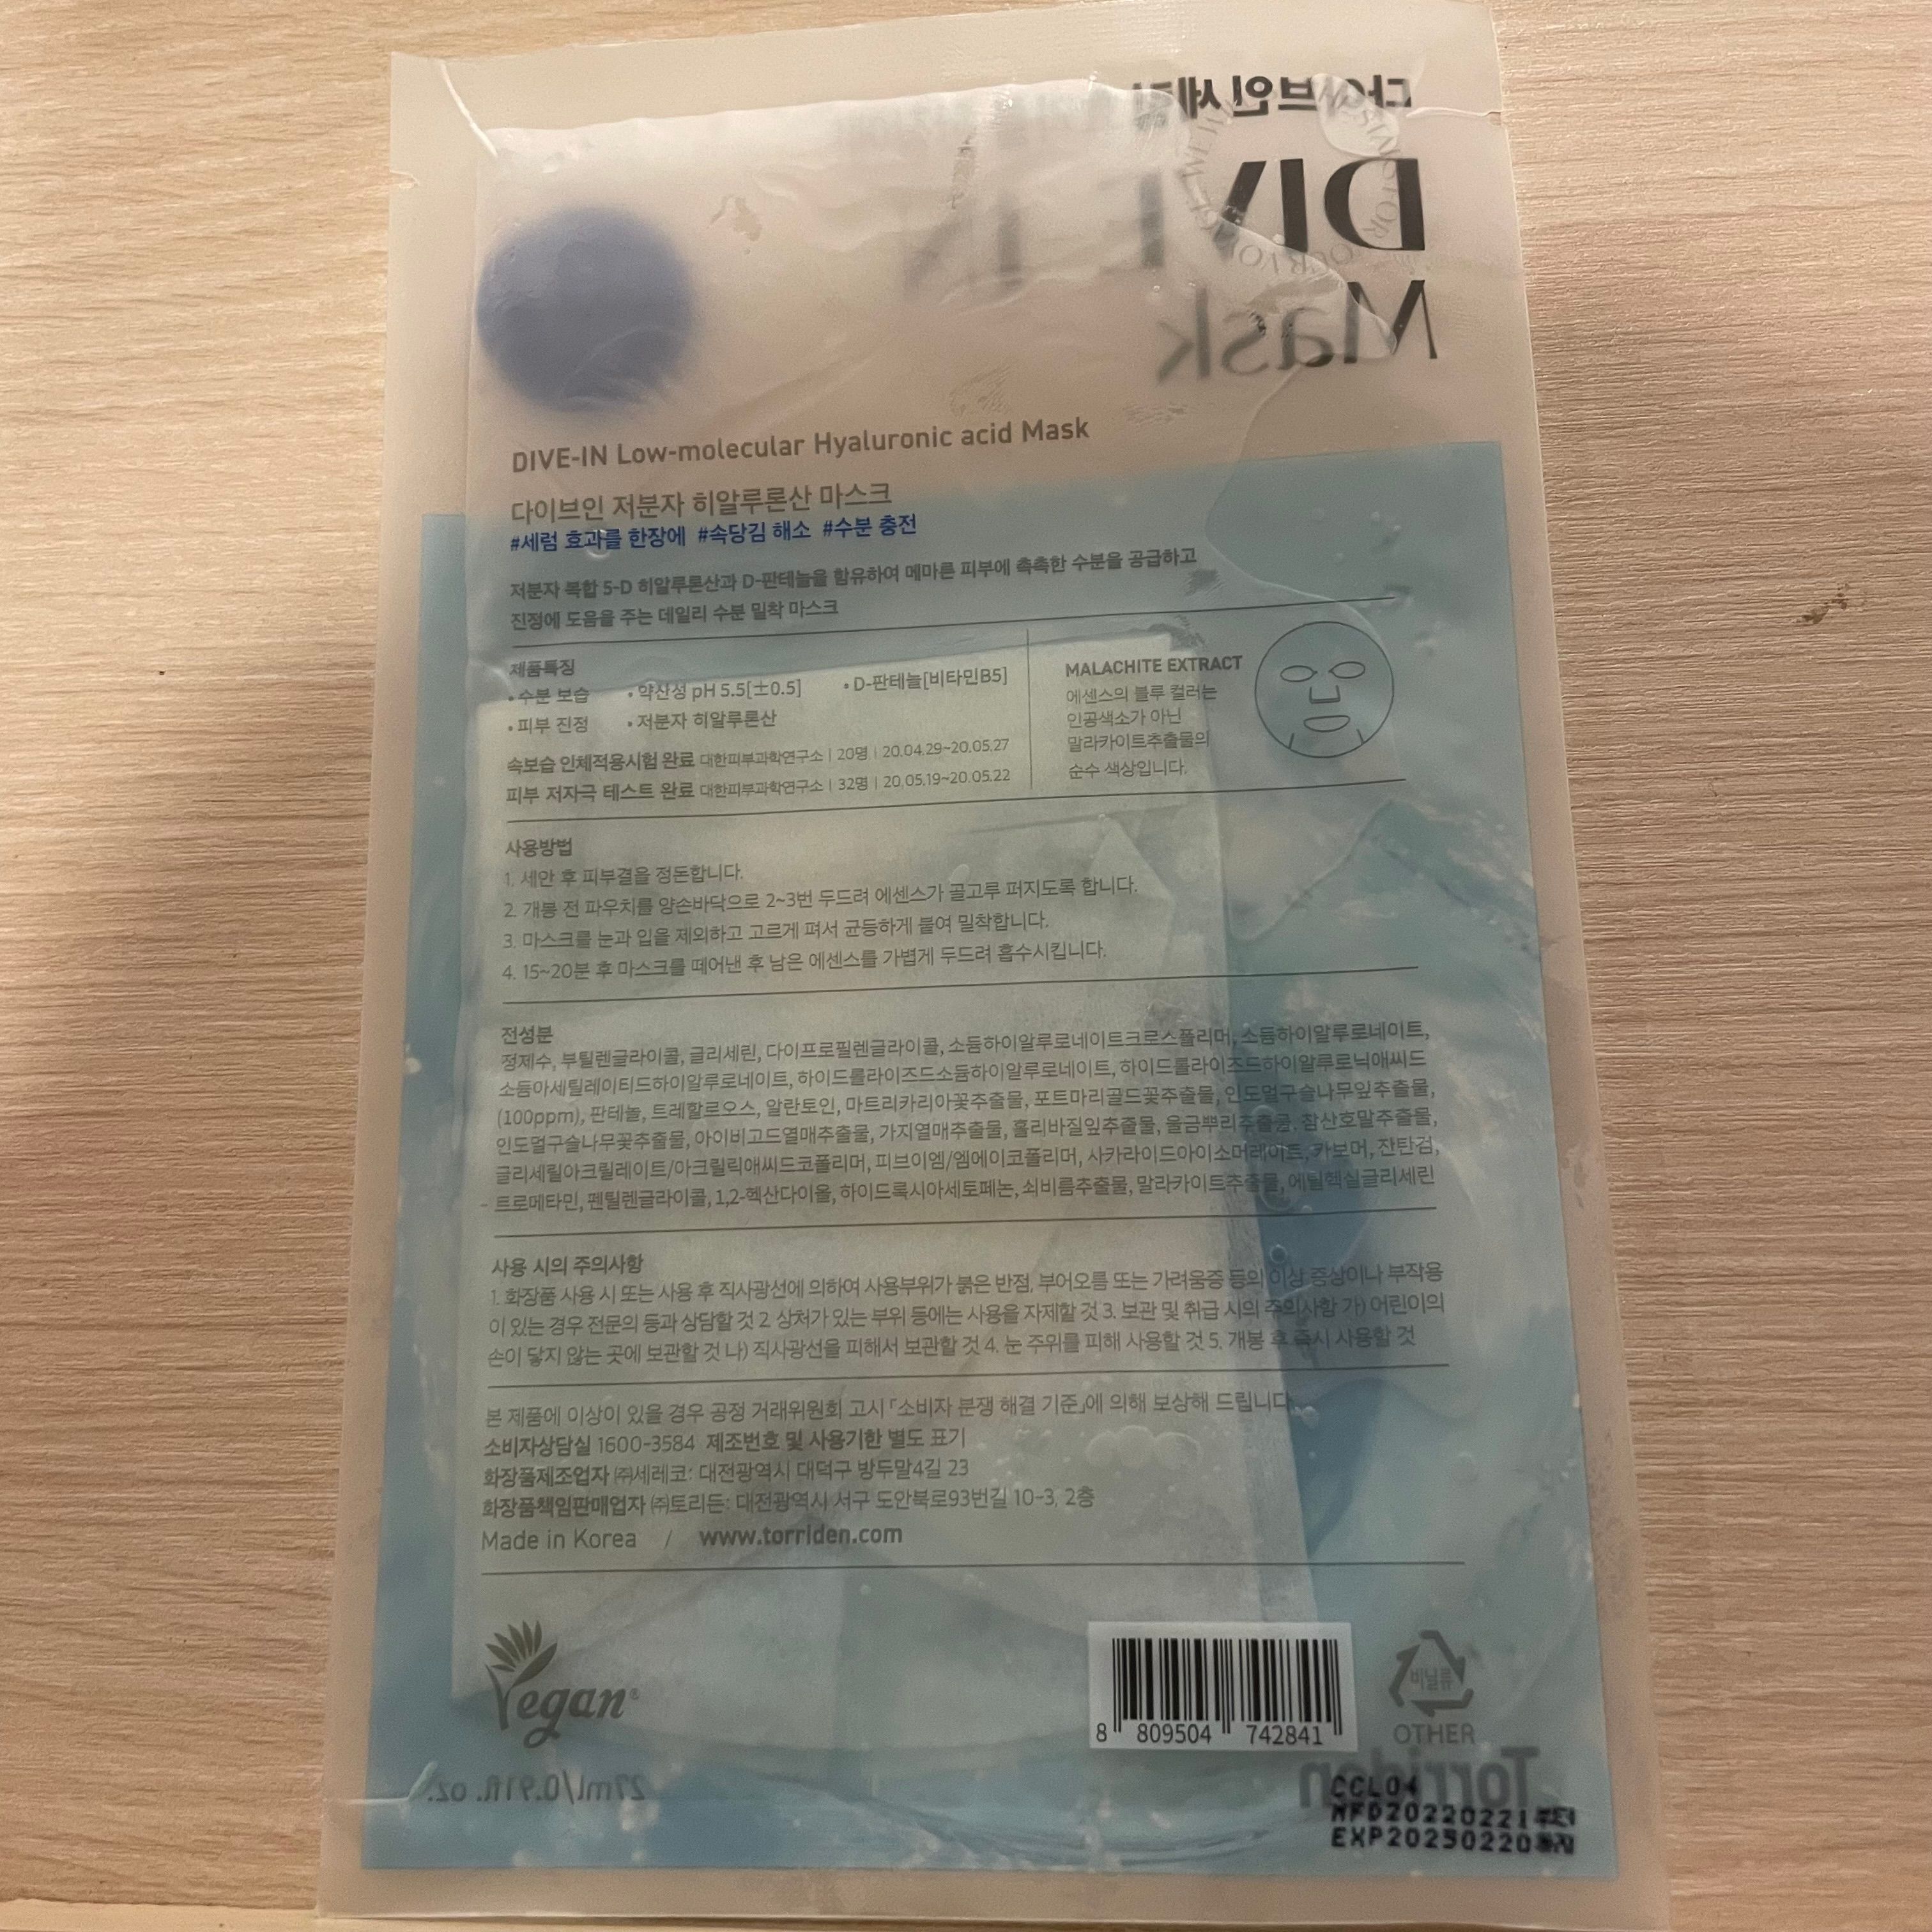 다이브인 세럼
DIVE IN
Mask
DIVE-IN Low-molecular Hyaluronic acid Mask
다이브인 저분자 히알루론산 마스크
#세럼 효과를 한장에 #속당김 해소 #수분 충전
저분자 복합 5-D 히알루론산과 D-판테놀을 함유하여 메마른 피부에 촉촉한 수분을 공급하고
진정에 도움을 주는 데일리 수분 밀착 마스크
제품특징
• 수분 보습 • 약산성 pH 5.5[±0.5] • D-판테놀[비타민B5]
• 피부 진정 • 저분자 히알루론산
속보습 인체적용시험 완료 대한피부과학연구소 | 20명 | 20.04.29~20.05.27
피부 저자극 테스트 완료 대한피부과학연구소 | 32명 | 20.05.19~20.05.22
MALACHITE EXTRACT
에센스의 블루 컬러는
인공색소가 아닌
말라카이트추출물의
순수 색상입니다.
사용방법
1. 세안 후 피부결을 정돈합니다.
2. 개봉 전 파우치를 양손바닥으로 2~3번 두드려 에센스가 골고루 퍼지도록 합니다.
3. 마스크를 눈과 입을 제외하고 고르게 펴서 균등하게 붙여 밀착합니다.
4. 15~20분 후 마스크를 떼어낸 후 남은 에센스를 가볍게 두드려 흡수시킵니다.
전성분
정제수, 부틸렌글라이콜, 글리세린, 다이프로필렌글라이콜, 소듐하이알루로네이트크로스폴리머, 소듐하이알루로네이트,
소듐아세틸레이티드하이알루로네이트, 하이드롤라이즈드소듐하이알루로네이트, 하이드롤라이즈드하이알루로닉애씨드
(100ppm), 판테놀, 트레할로오스, 알란토인, 마트리카리아꽃추출물, 포트마리골드꽃추출물, 인도멀구슬나무잎추출물,
인도멀구슬나무꽃추출물, 아이비고드열매추출물, 가지열매추출물, 홀리바질잎추출물, 울금뿌리추출물, 참산호말추출물,
글리세릴아크릴레이트/아크릴릭애씨드코폴리머, 피브이엠/엠에이코폴리머, 사카라이드아이소머레이트, 카보머, 잔탄검,
트로메타민, 펜틸렌글라이콜, 1,2-헥산다이올, 하이드록시아세토페논, 쇠비름추출물, 말라카이트추출물, 에틸헥실글리세린
사용 시의 주의사항
1. 화장품 사용 시 또는 사용 후 직사광선에 의하여 사용부위가 붉은 반점, 부어오름 또는 가려움증 등의 이상 증상이나 부작용
이 있는 경우 전문의 등과 상담할 것 2. 상처가 있는 부위 등에는 사용을 자제할 것 3. 보관 및 취급 시의 주의사항 가) 어린이의
손이 닿지 않는 곳에 보관할 것 나) 직사광선을 피해서 보관할 것 4. 눈 주위를 피해 사용할 것 5. 개봉 후 즉시 사용할 것
본 제품에 이상이 있을 경우 공정 거래위원회 고시 「소비자 분쟁 해결 기준」에 의해 보상해 드립니다.
소비자상담실 1600-3584 제조번호 및 사용기한 별도 표기
화장품제조업자 ㈜세레코: 대전광역시 대덕구 방두말4길 23
화장품책임판매업자 ㈜토리든: 대전광역시 서구 도안북로93번길 10-3, 2층
Made in Korea / www.torriden.com
Vegan®
8 809504 742841
비닐류
OTHER
27ml/0.91fl. oz.
Torriden
CCL04
MFD20220221부터
EXP20250220까지